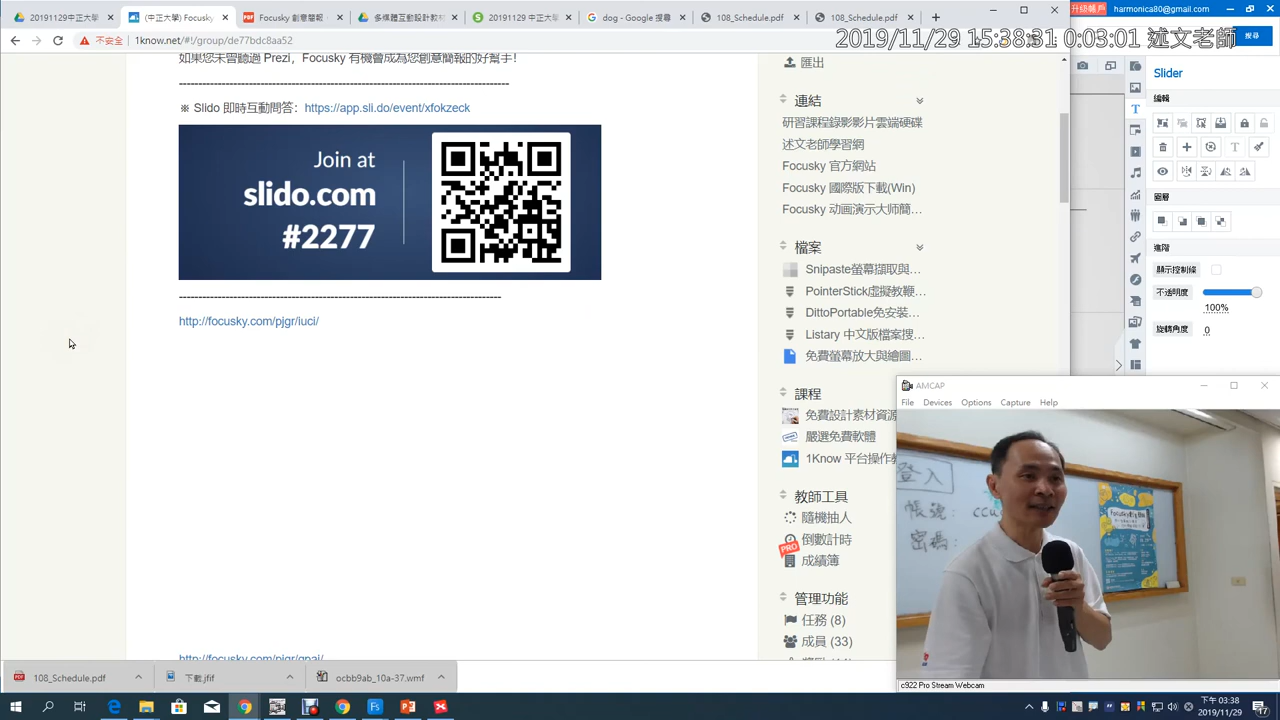 20191129 中正大
(中正大學) Focusky
Focusky 創意簡報
多媒體互動設計教材
20191129 中正大
dog - Google 搜尋
108_Schedule.pdf
108_Schedule.pdf
升級帳戶
harmonica80@gmail.com
不安全
1know.net/#!/group/de77bdc8aa52
2019/11/29 15:38:31 0:03:01 述文老師
搜尋
如果您未曾聽過 Prezi，Focusky 有機會成為您創意簡報的好幫手!
※ Slido 即時互動問答：https://app.sli.do/event/xfokzeck
Join at
slido.com
#2277
http://focusky.com/pjgr/iuci/
http://focusky.com/pjgr/gpai/
匯出
連結
研習課程錄影影片雲端硬碟
述文老師學習網
Focusky 官方網站
Focusky 國際版下載(Win)
Focusky 动画演示大师簡…
檔案
Snipaste螢幕擷取與…
PointerStick虛擬教鞭…
DittoPortable免安裝…
Listary 中文版檔案搜…
免費螢幕放大與繪圖…
課程
免費設計素材資源
嚴選免費軟體
1Know 平台操作教
教師工具
隨機抽人
倒數計時
PRO
成績簿
管理功能
任務 (8)
成員 (33)
Slider
編輯
圖層
進階
顯示控制條
不透明度
100%
旋轉角度
0
AMCAP
File Devices Options Capture Help
登入
帳號： ccu
密碼：
c922 Pro Stream Webcam
108_Schedule.pdf
下載.jfif
ocbb9ab_10a-37.wmf
下午 03:38
2019/11/29
17